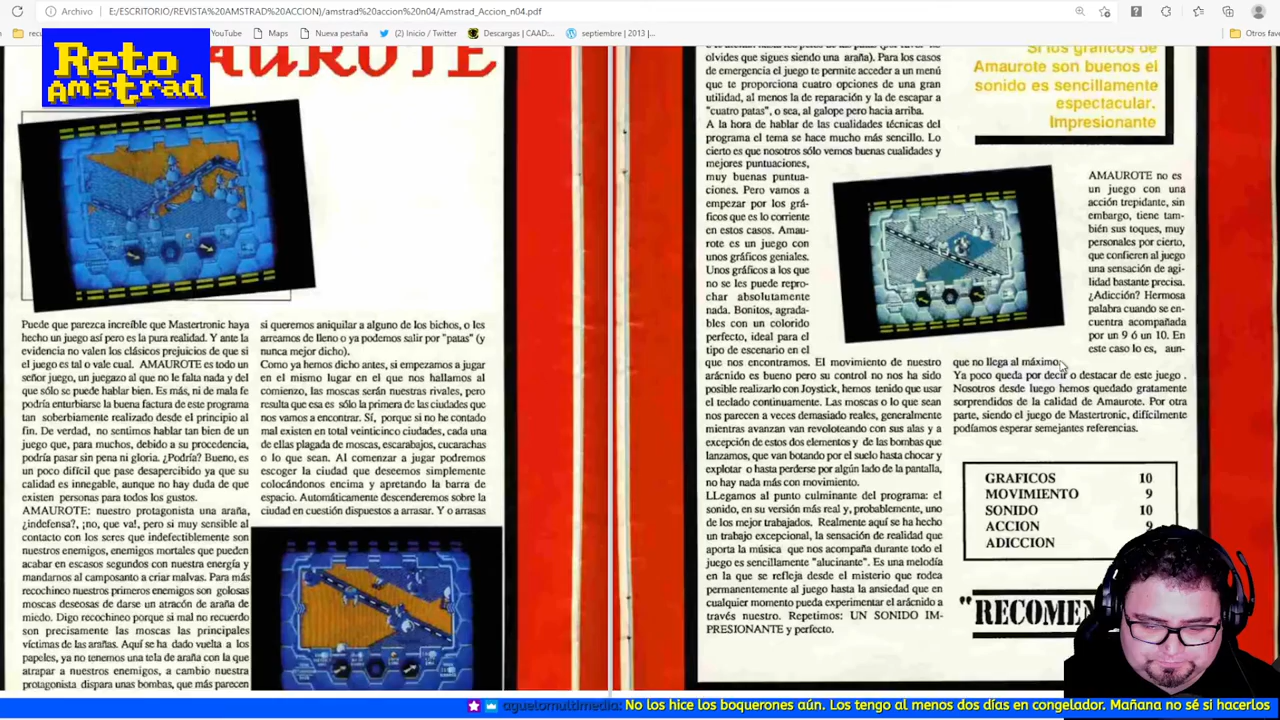 E:/ESCRITORIO/REVISTA%20AMSTRAD%20ACCION)/amstrad%20accion%20n04/Amstrad_Accion_n04.pdf
Archivo
YouTube
Maps
Nueva pestaña
(2) Inicio / Twitter
Descargas (CAAD:...
septiembre | 2013 |...
Otros favo
Reto
Amstrad
AUROTE
Puede que parezca increíble que Mastertronic haya
hecho un juego así pero es la pura realidad. Y ante la
evidencia no valen los clásicos prejuicios de que si
el juego es tal o vale cual. AMAUROTE es todo un
señor juego, un juegazo al que no le falta nada y del
que sólo se puede hablar bien. Es más, ni de mala fe
podría enturbiarse la buena factura de este programa
tan soberbiamente realizado desde el principio al
fin. De verdad, no sentimos hablar tan bien de un
juego que, para muchos, debido a su procedencia,
podría pasar sin pena ni gloria. ¿Podría? Bueno, es
un poco difícil que pase desapercibido ya que su
calidad es innegable, aunque no hay duda de que
existen personas para todos los gustos.
AMAUROTE: nuestro protagonista una araña,
¿indefensa?, ¡no, que va!, pero si muy sensible al
contacto con los seres que indefectiblemente son
nuestros enemigos, enemigos mortales que pueden
acabar en escasos segundos con nuestra energía y
mandarnos al camposanto a criar malvas. Para más
recochineo nuestros primeros enemigos son golosas
moscas deseosas de darse un atracón de araña de
miedo. Digo recochineo porque si mal no recuerdo
son precisamente las moscas las principales
víctimas de las arañas. Aquí se ha dado vuelta a los
papeles, ya no tenemos una tela de araña con la que
atrapar a nuestros enemigos, a cambio nuestra
protagonista dispara unas bombas, que más parecen
si queremos aniquilar a alguno de los bichos, o les
arreamos de lleno o ya podemos salir por "patas" (y
nunca mejor dicho).
Como ya hemos dicho antes, si empezamos a jugar
en el mismo lugar en el que nos hallamos al
comienzo, las moscas serán nuestras rivales, pero
resulta que esa es sólo la primera de las ciudades que
nos vamos a encontrar. Sí, porque si no he contado
mal existen en total veinticinco ciudades, cada una
de ellas plagada de moscas, escarabajos, cucarachas
o lo que sean. Al comenzar a jugar podremos
escoger la ciudad que deseemos simplemente
colocándonos encima y apretando la barra de
espacio. Automáticamente descenderemos sobre la
ciudad en cuestión dispuestos a arrasar. Y o arrasas
olvides que sigues siendo una araña). Para los casos
de emergencia el juego te permite acceder a un menú
que te proporciona cuatro opciones de una gran
utilidad, al menos la de reparación y la de escapar a
"cuatro patas", o sea, al galope pero hacia arriba.
A la hora de hablar de las cualidades técnicas del
programa el tema se hace mucho más sencillo. Lo
cierto es que nosotros sólo vemos buenas cualidades y
mejores puntuaciones,
muy buenas puntua-
ciones. Pero vamos a
empezar por los grá-
ficos que es lo corriente
en estos casos. Amau-
rote es un juego con
unos gráficos geniales.
Unos gráficos a los que
no se les puede repro-
char absolutamente
nada. Bonitos, agrada-
bles con un colorido
perfecto, ideal para el
tipo de escenario en el
que nos encontramos. El movimiento de nuestro
arácnido es bueno pero su control no nos ha sido
posible realizarlo con Joystick, hemos tenido que usar
el teclado continuamente. Las moscas o lo que sean
nos parecen a veces demasiado reales, generalmente
mientras avanzan van revoloteando con sus alas y a
excepción de estos dos elementos y de las bombas que
lanzamos, que van botando por el suelo hasta chocar y
explotar o hasta perderse por algún lado de la pantalla,
no hay nada más con movimiento.
LLegamos al punto culminante del programa: el
sonido, en su versión más real y, probablemente, uno
de los mejor trabajados. Realmente aquí se ha hecho
un trabajo excepcional, la sensación de realidad que
aporta la música que nos acompaña durante todo el
juego es sencillamente "alucinante". Es una melodía
en la que se refleja desde el misterio que rodea
permanentemente al juego hasta la ansiedad que en
cualquier momento pueda experimentar el arácnido a
través nuestro. Repetimos: UN SONIDO IM-
PRESIONANTE y perfecto.
Si los gráficos de
Amaurote son buenos el
sonido es sencillamente
espectacular.
Impresionante
AMAUROTE no es
un juego con una
acción trepidante, sin
embargo, tiene tam-
bién sus toques, muy
personales por cierto,
que confieren al juego
una sensación de agi-
lidad bastante precisa.
¿Adicción? Hermosa
palabra cuando se en-
cuentra acompañada
por un 9 ó un 10. En
este caso lo es, aun-
que no llega al máximo.
Ya poco queda por decir o destacar de este juego .
Nosotros desde luego hemos quedado gratamente
sorprendidos de la calidad de Amaurote. Por otra
parte, siendo el juego de Mastertronic, difícilmente
podíamos esperar semejantes referencias.
GRAFICOS 10
MOVIMIENTO 9
SONIDO 10
ACCION 9
ADICCION
"RECOMEN
aguelomultimedia: No los hice los boquerones aún. Los tengo al menos dos días en congelador. Mañana no sé si hacerlos